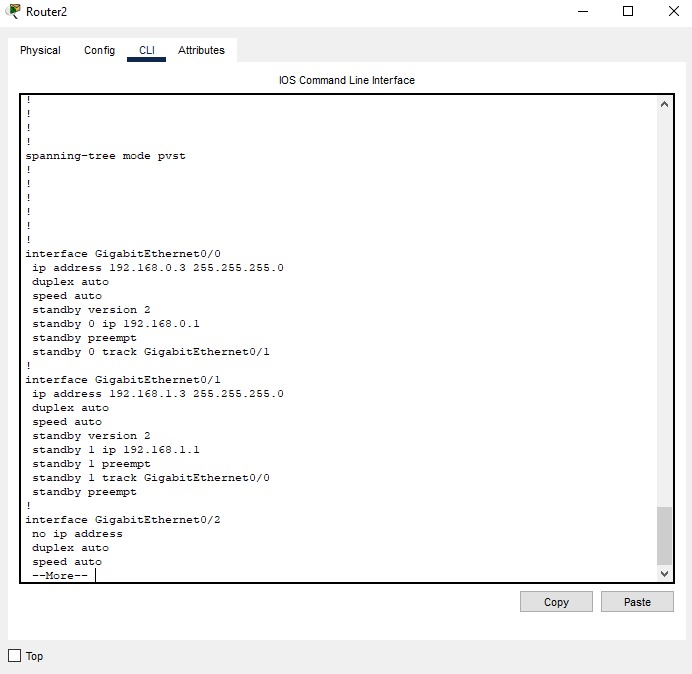 Router2
Physical Config CLI Attributes
IOS Command Line Interface
!
!
!
!
spanning-tree mode pvst
!
!
!
!
!
!
interface GigabitEthernet0/0
ip address 192.168.0.3 255.255.255.0
duplex auto
speed auto
standby version 2
standby 0 ip 192.168.0.1
standby preempt
standby 0 track GigabitEthernet0/1
!
interface GigabitEthernet0/1
ip address 192.168.1.3 255.255.255.0
duplex auto
speed auto
standby version 2
standby 1 ip 192.168.1.1
standby 1 preempt
standby 1 track GigabitEthernet0/0
standby preempt
!
interface GigabitEthernet0/2
no ip address
duplex auto
speed auto
--More--
Copy Paste
Top